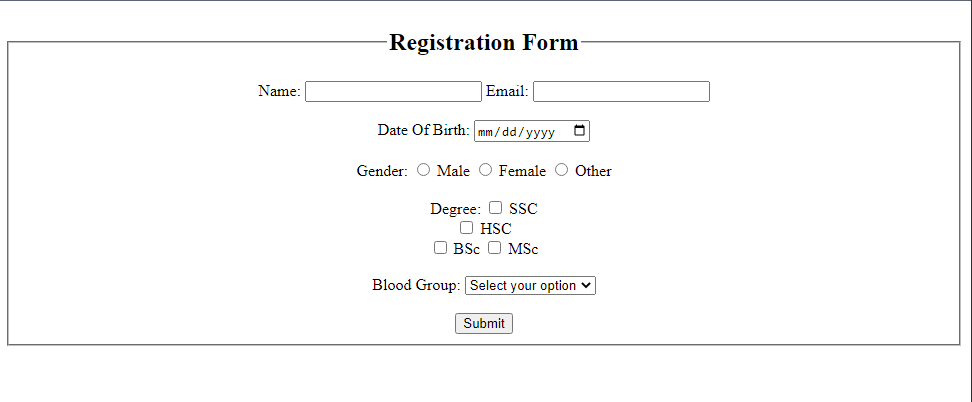 Registration Form
Name: Email:
Date Of Birth: mm/dd/yyyy
Gender: Male Female Other
Degree: SSC
HSC
BSc MSc
Blood Group: Select your option
Submit